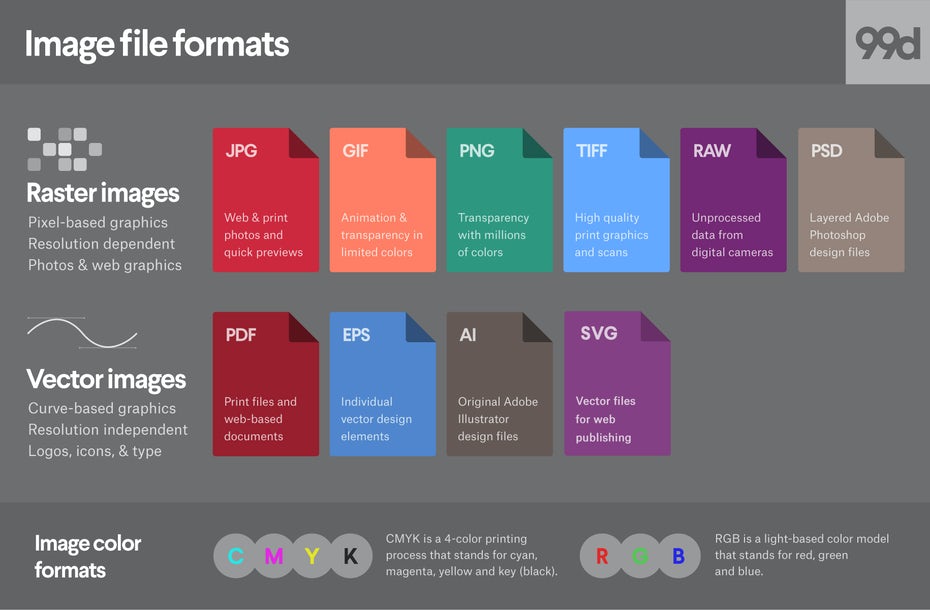 Image file formats
99d
Raster images
Pixel-based graphics
Resolution dependent
Photos & web graphics
JPG
Web & print
photos and
quick previews
GIF
Animation &
transparency in
limited colors
PNG
Transparency
with millions
of colors
TIFF
High quality
print graphics
and scans
RAW
Unprocessed
data from
digital cameras
PSD
Layered Adobe
Photoshop
design files
Vector images
Curve-based graphics
Resolution independent
Logos, icons, & type
PDF
Print files and
web-based
documents
EPS
Individual
vector design
elements
AI
Original Adobe
Illustrator
design files
SVG
Vector files
for web
publishing
Image color
formats
C M Y K
CMYK is a 4-color printing
process that stands for cyan,
magenta, yellow and key (black).
R G B
RGB is a light-based color model
that stands for red, green
and blue.